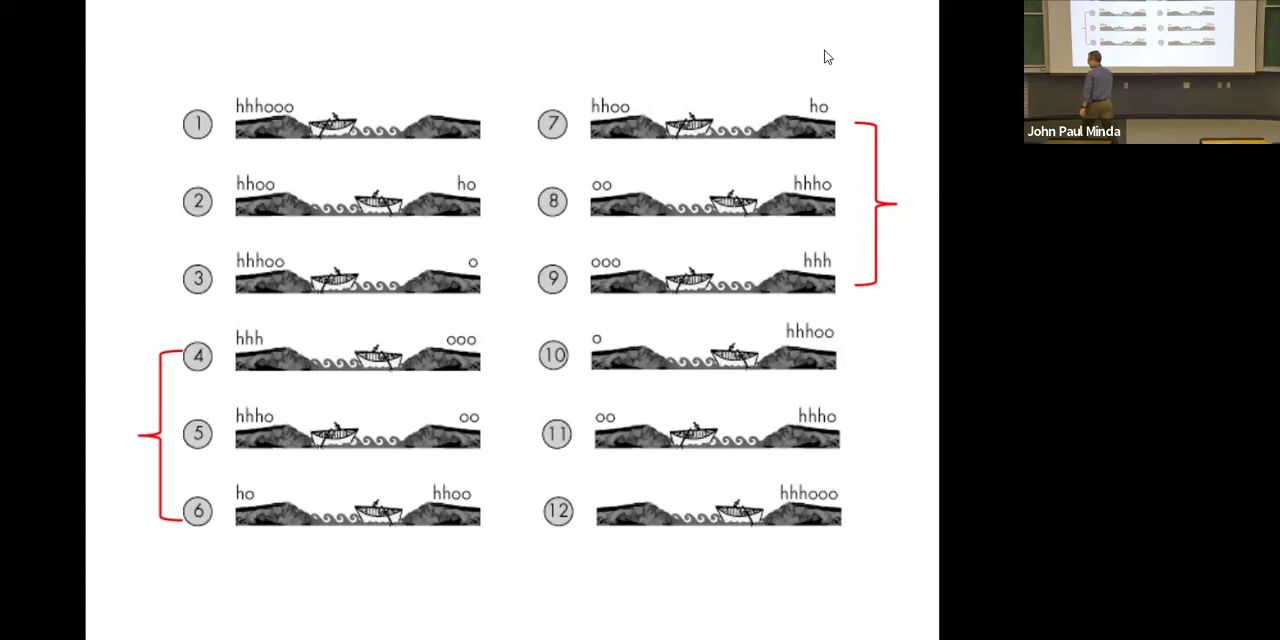 1 hhhooo
2 hhoo ho
3 hhhoo o
4 hhh ooo
5 hhho oo
6 ho hhoo
7 hhoo ho
8 oo hhho
9 ooo hhh
10 o hhhoo
11 oo hhho
12 hhhooo
John Paul Minda